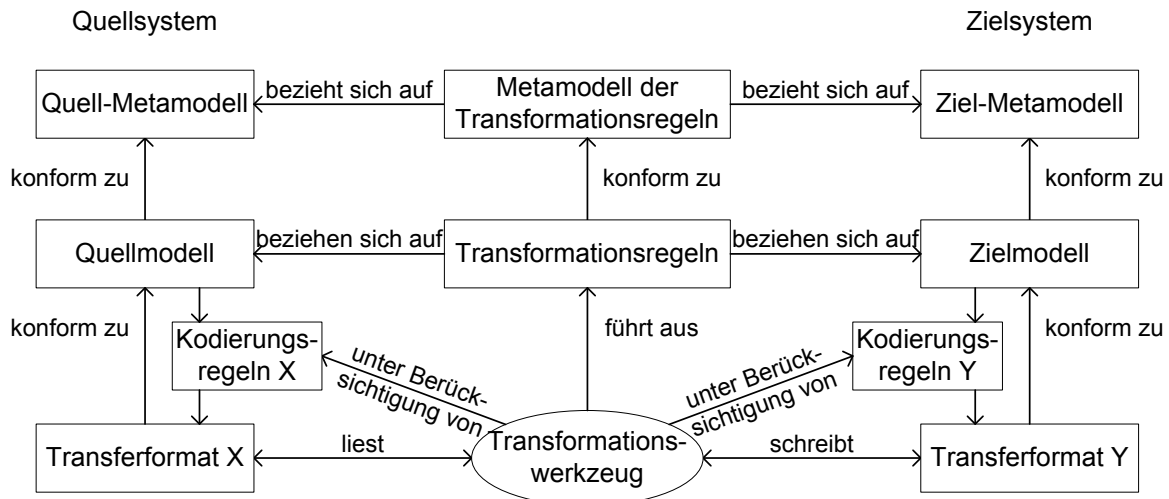 Quellsystem
Zielsystem
Quell-Metamodell
bezieht sich auf
Metamodell der
Transformationsregeln
bezieht sich auf
Ziel-Metamodell
konform zu
konform zu
konform zu
Quellmodell
beziehen sich auf
Transformationsregeln
beziehen sich auf
Zielmodell
konform zu
Kodierungs-
regeln X
unter Berück-
sichtigung von
führt aus
unter Berück-
sichtigung von
Kodierungs-
regeln Y
konform zu
Transferformat X
liest
Transformations-
werkzeug
schreibt
Transferformat Y